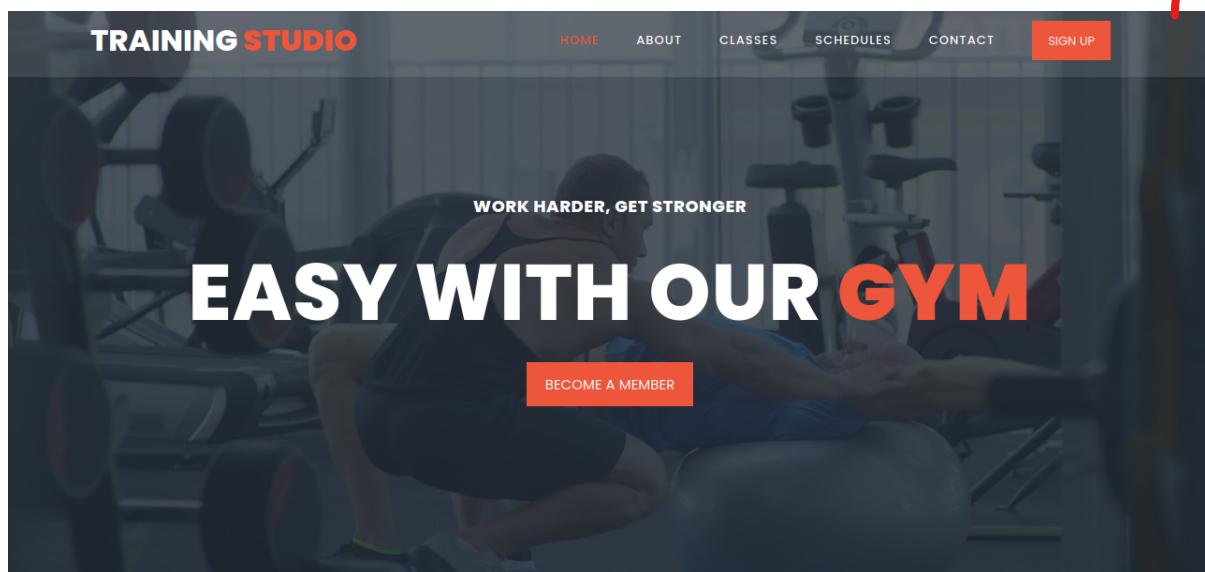 TRAINING STUDIO
HOME ABOUT CLASSES SCHEDULES CONTACT SIGN UP
WORK HARDER, GET STRONGER
EASY WITH OUR GYM
BECOME A MEMBER